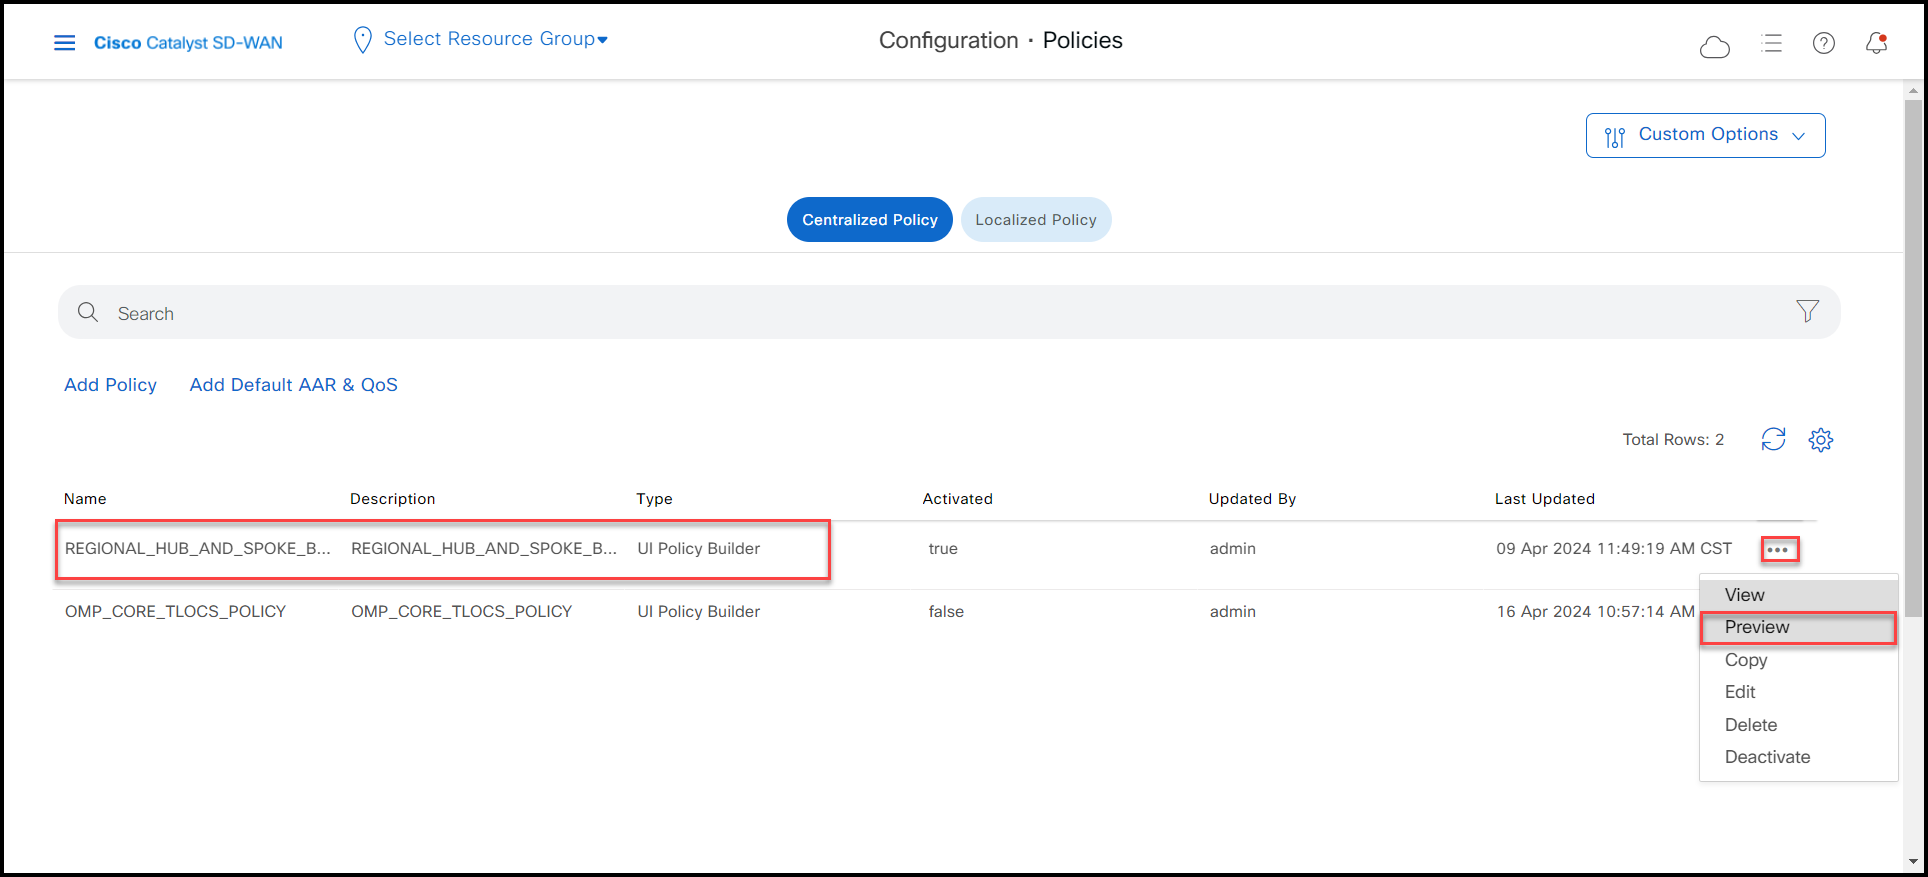 Cisco Catalyst SD-WAN
Select Resource Group
Configuration · Policies
Custom Options
Centralized Policy
Localized Policy
Search
Add Policy
Add Default AAR & QoS
Total Rows: 2
Name Description Type Activated Updated By Last Updated
REGIONAL_HUB_AND_SPOKE_B... REGIONAL_HUB_AND_SPOKE_B... UI Policy Builder true admin 09 Apr 2024 11:49:19 AM CST
OMP_CORE_TLOCS_POLICY OMP_CORE_TLOCS_POLICY UI Policy Builder false admin 16 Apr 2024 10:57:14 AM
View
Preview
Copy
Edit
Delete
Deactivate